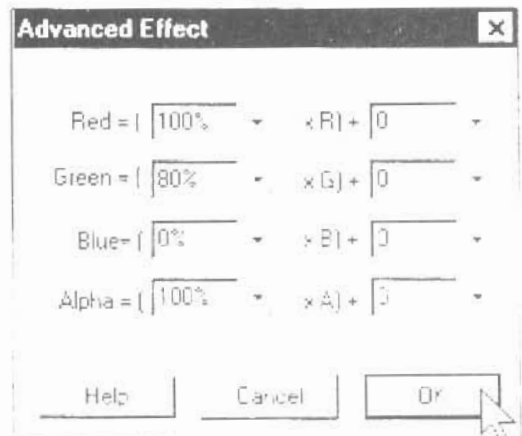 Advanced Effect
Red = ( 100% x R) + 0
Green = ( 80% x G) + 0
Blue= ( 0% x B) + 0
Alpha = ( 100% x A) + 0
Help Cancel OK